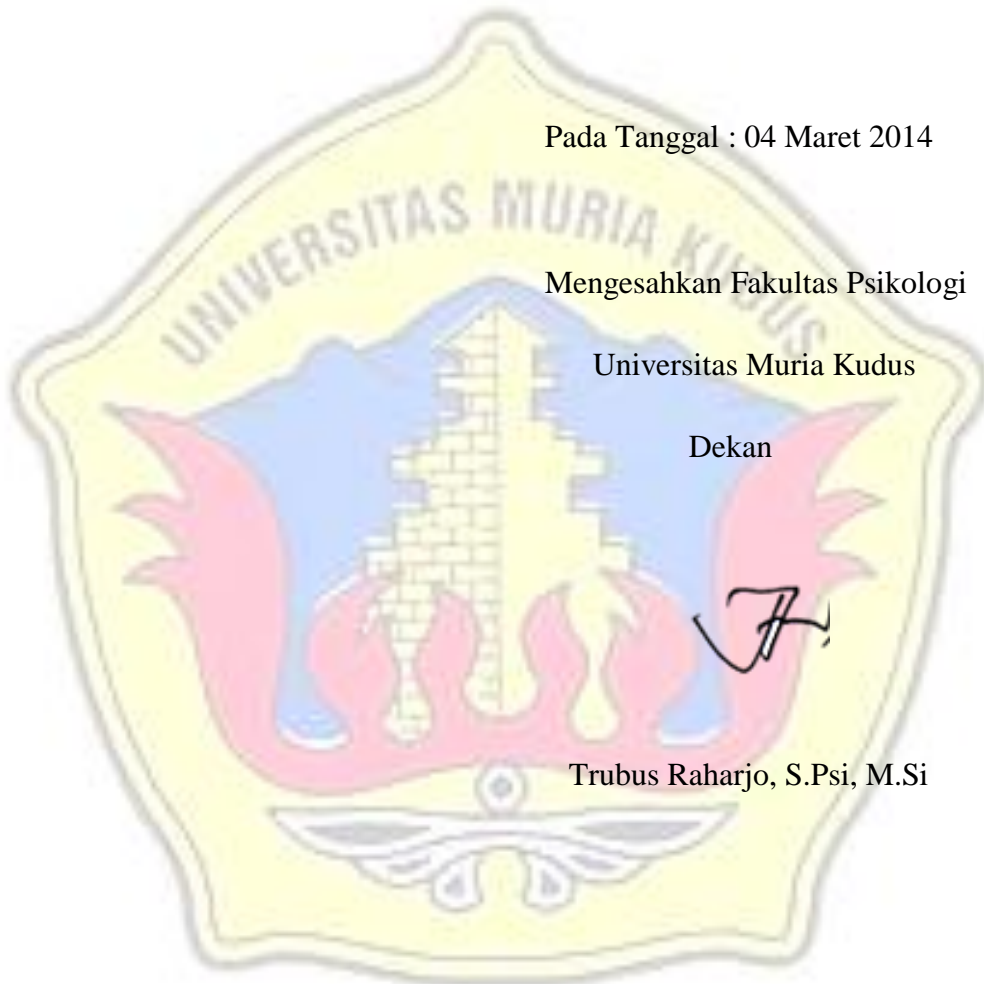 Pada Tanggal : 04 Maret 2014
UNIVERSITAS MURIA KUDUS
Mengesahkan Fakultas Psikologi
Universitas Muria Kudus
Dekan
Trubus Raharjo, S.Psi, M.Si